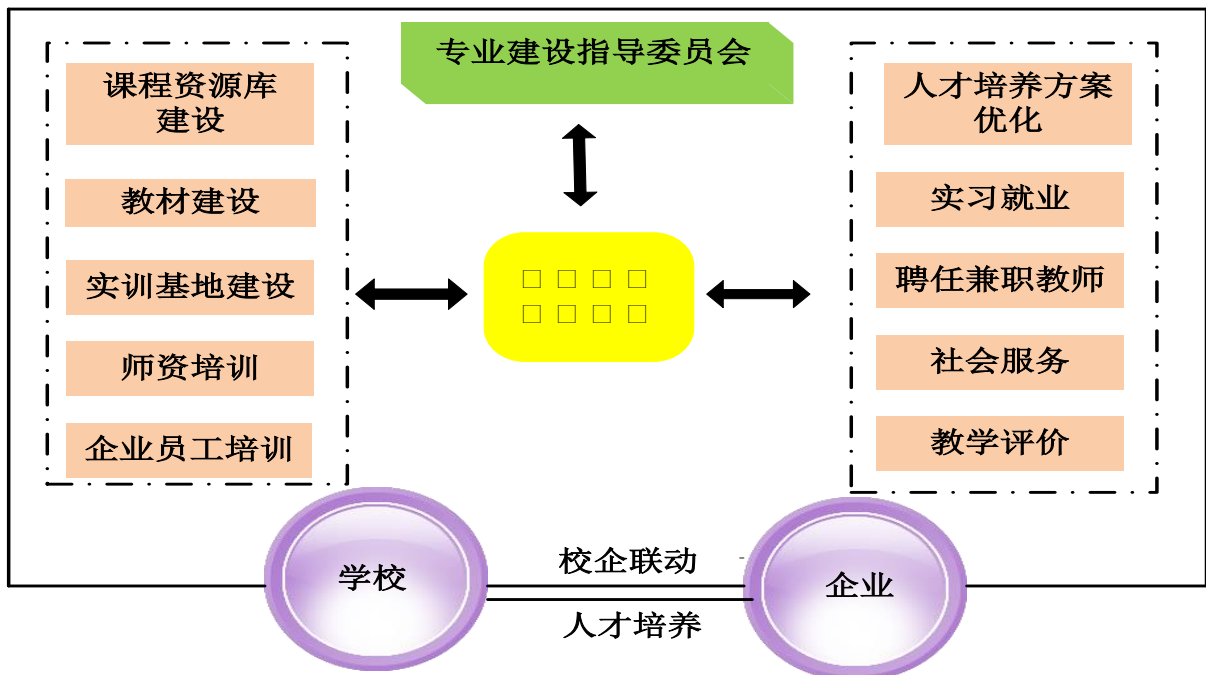 专业建设指导委员会
课程资源库
建设
教材建设
实训基地建设
师资培训
企业员工培训
人才培养方案
优化
实习就业
聘任兼职教师
社会服务
教学评价
学校
校企联动
人才培养
企业